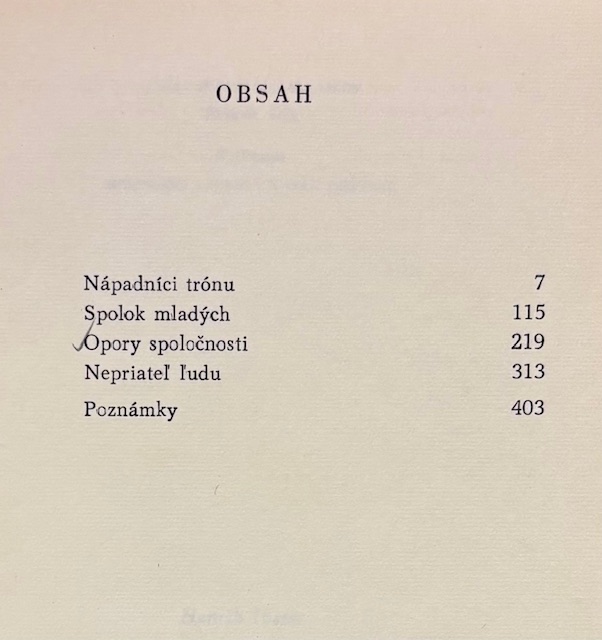 OBSAH
Nápadníci trónu 7
Spolok mladých 115
Opory spoločnosti 219
Nepriateľ ľudu 313
Poznámky 403